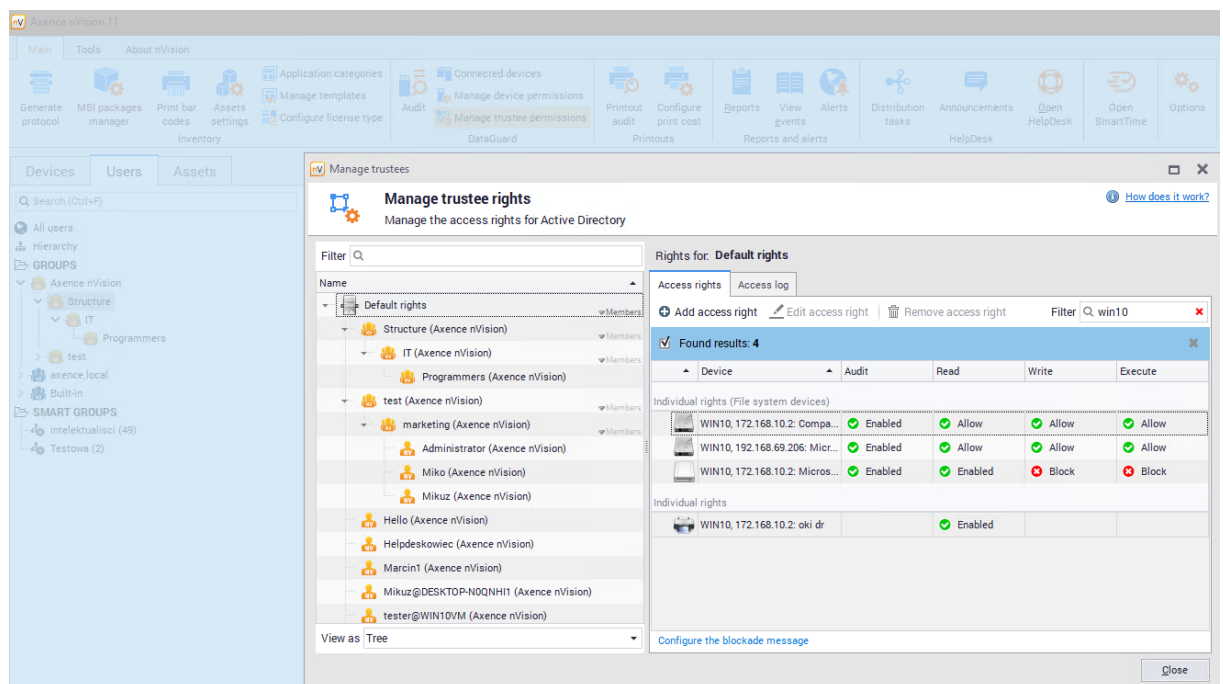 nV Axence nVision 11
Main Tools About nVision
Generate protocol
MSI packages manager
Print bar codes
Assets settings
Application categories
Manage templates
Configure license type
Inventory
Audit
Connected devices
Manage device permissions
Manage trustee permissions
DataGuard
Printout audit
Configure print cost
Printouts
Reports
View events
Alerts
Reports and alerts
Distribution tasks
Announcements
Open HelpDesk
HelpDesk
Open SmartTime
Options
Devices Users Assets
Search (Ctrl+F)
All users
Hierarchy
GROUPS
Axence nVision
Structure
IT
Programmers
test
axence.local
Built-in
SMART GROUPS
intelektualisci (49)
Testowa (2)
nV Manage trustees
Manage trustee rights
Manage the access rights for Active Directory
How does it work?
Filter
Name
Default rights Members
Structure (Axence nVision) Members
IT (Axence nVision) Members
Programmers (Axence nVision)
test (Axence nVision) Members
marketing (Axence nVision) Members
Administrator (Axence nVision)
Miko (Axence nVision)
Mikuz (Axence nVision)
Hello (Axence nVision)
Helpdeskowiec (Axence nVision)
Marcin1 (Axence nVision)
Mikuz@DESKTOP-N0QNHI1 (Axence nVision)
tester@WIN10VM (Axence nVision)
View as Tree
Rights for: Default rights
Access rights Access log
Add access right Edit access right Remove access right Filter win10
Found results: 4
Device Audit Read Write Execute
Individual rights (File system devices)
WIN10, 172.168.10.2: Compa... Enabled Allow Allow Allow
WIN10, 192.168.69.206: Micr... Enabled Allow Allow Allow
WIN10, 172.168.10.2: Micros... Enabled Enabled Block Block
Individual rights
WIN10, 172.168.10.2: oki dr Enabled
Configure the blockade message
Close